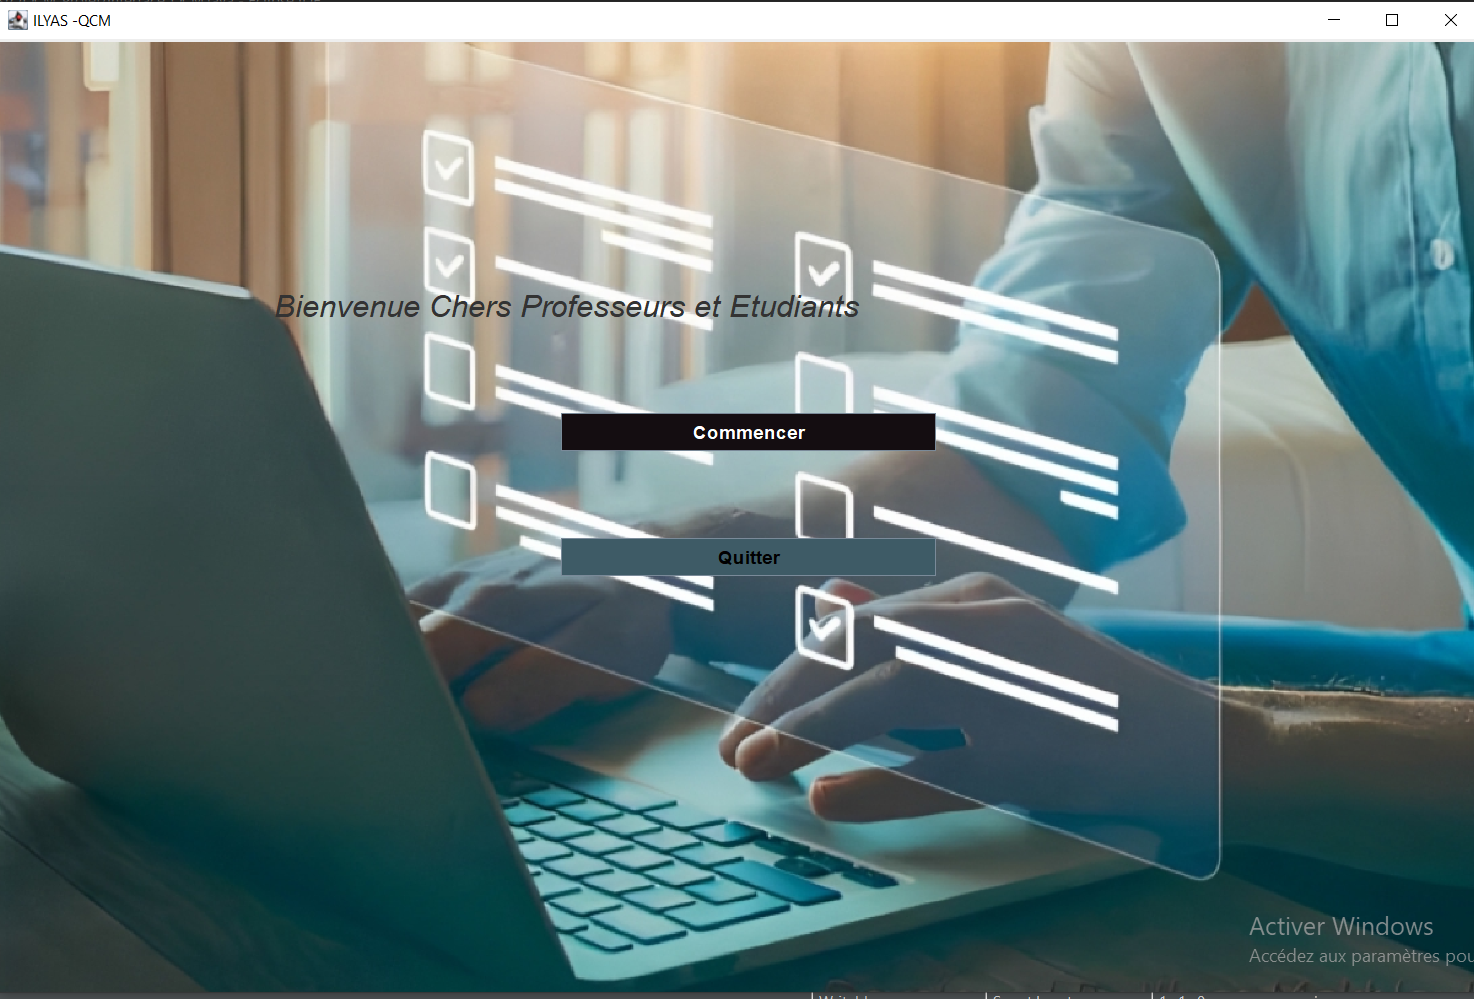 ILYAS -QCM
Bienvenue Chers Professeurs et Etudiants
Commencer
Quitter
Activer Windows
Accédez aux paramètres pou